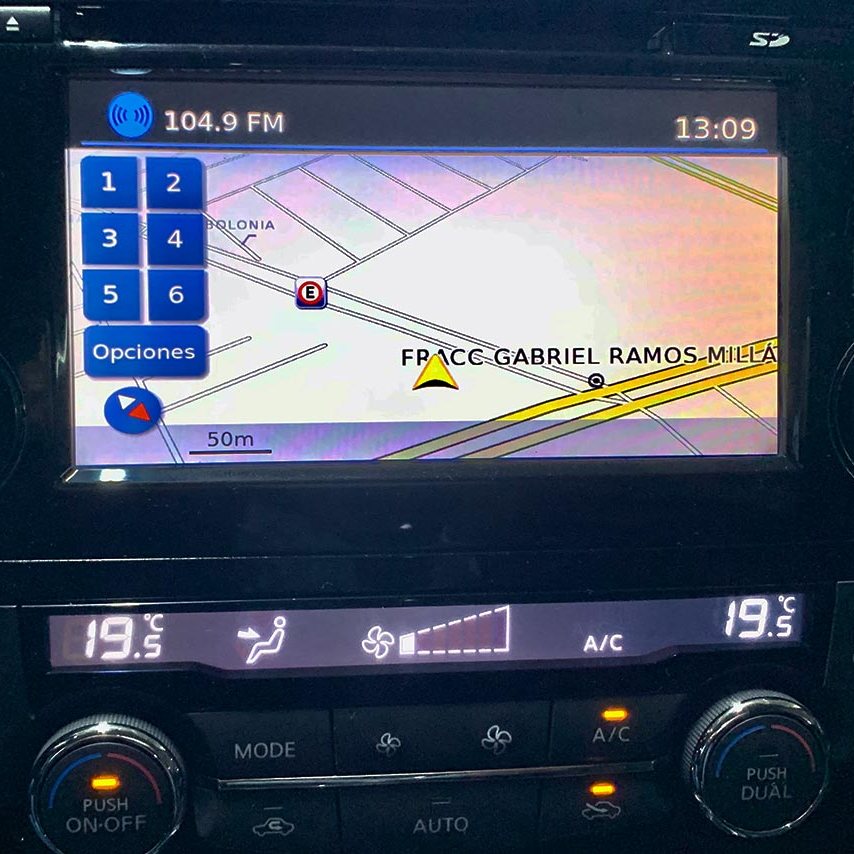 SD
104.9 FM
13:09
1 2
3 4
5 6
BOLONIA
E
FRACC GABRIEL RAMOS MILLÁ
Opciones
50m
19.5°C
A/C
19.5°C
MODE
A/C
PUSH
ON·OFF
AUTO
PUSH
DUAL